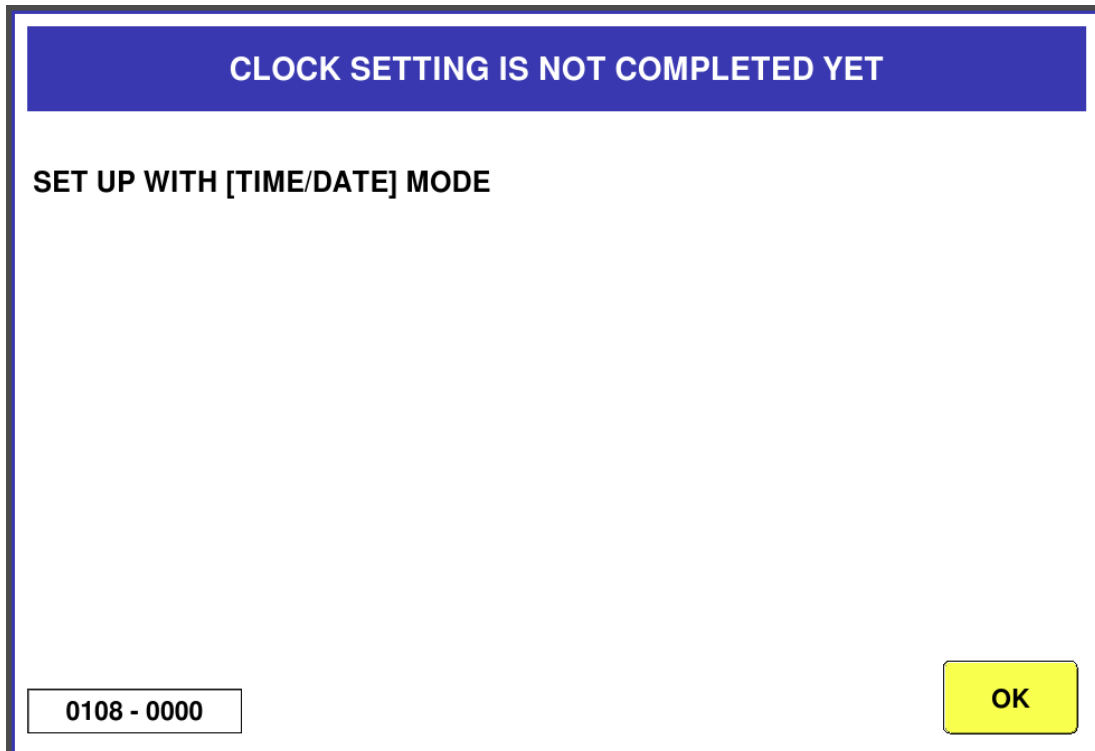 CLOCK SETTING IS NOT COMPLETED YET
SET UP WITH [TIME/DATE] MODE
0108 - 0000
OK